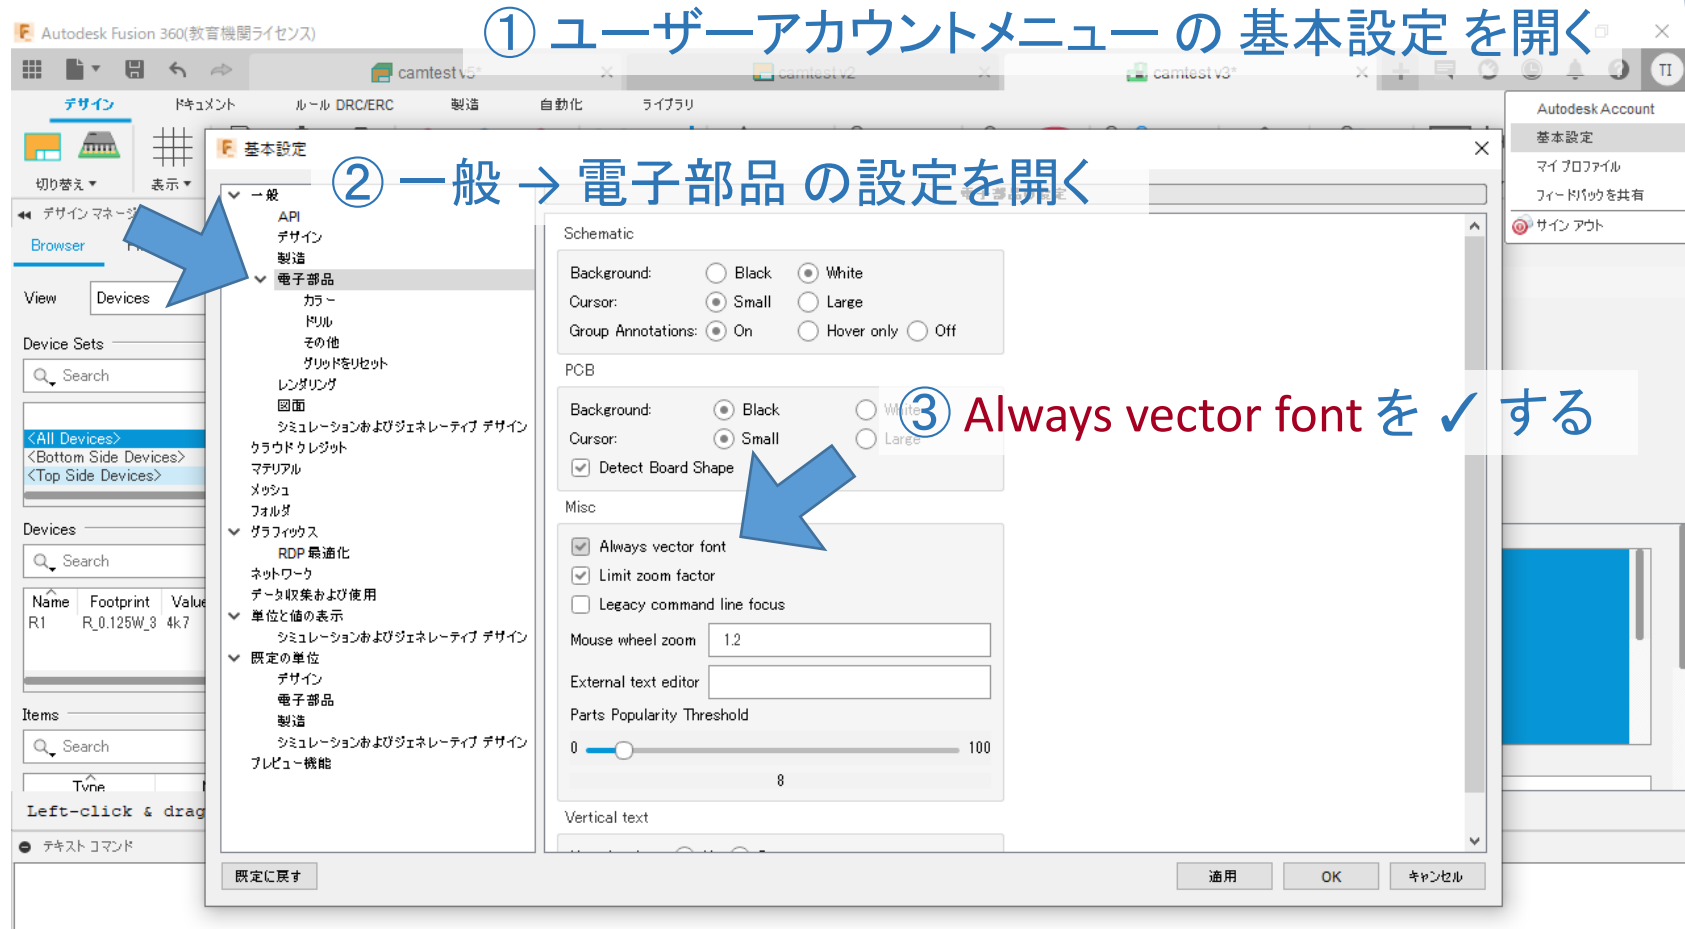 ① ユーザーアカウントメニュー の 基本設定 を開く
Autodesk Fusion 360(教育機関ライセンス)
camtest v5*
camtest v2
camtest v3*
TI
デザイン ドキュメント ルール DRC/ERC 製造 自動化 ライブラリ
Autodesk Account
基本設定
マイ プロファイル
フィードバックを共有
サイン アウト
切り替え
表示
デザイン マネー
Browser
View Devices
Device Sets
Search
<All Devices>
<Bottom Side Devices>
<Top Side Devices>
Devices
Search
Name Footprint Value
R1 R_0.125W_3 4k7
Items
Search
Type
Left-click & drag
テキスト コマンド
基本設定
② 一般 → 電子部品 の設定を開く
一般
API
デザイン
製造
電子部品
カラー
ドリル
その他
グリッドをリセット
レンダリング
図面
シミュレーションおよびジェネレーティブ デザイン
クラウド クレジット
マテリアル
メッシュ
フォルダ
グラフィックス
RDP 最適化
ネットワーク
データ収集および使用
単位と値の表示
シミュレーションおよびジェネレーティブ デザイン
既定の単位
デザイン
電子部品
製造
シミュレーションおよびジェネレーティブ デザイン
プレビュー機能
電子部品の設定
Schematic
Background: Black White
Cursor: Small Large
Group Annotations: On Hover only Off
PCB
Background: Black White
Cursor: Small Large
Detect Board Shape
③ Always vector font を ✓ する
Misc
Always vector font
Limit zoom factor
Legacy command line focus
Mouse wheel zoom 1.2
External text editor
Parts Popularity Threshold
0 100
8
Vertical text
既定に戻す
適用 OK キャンセル